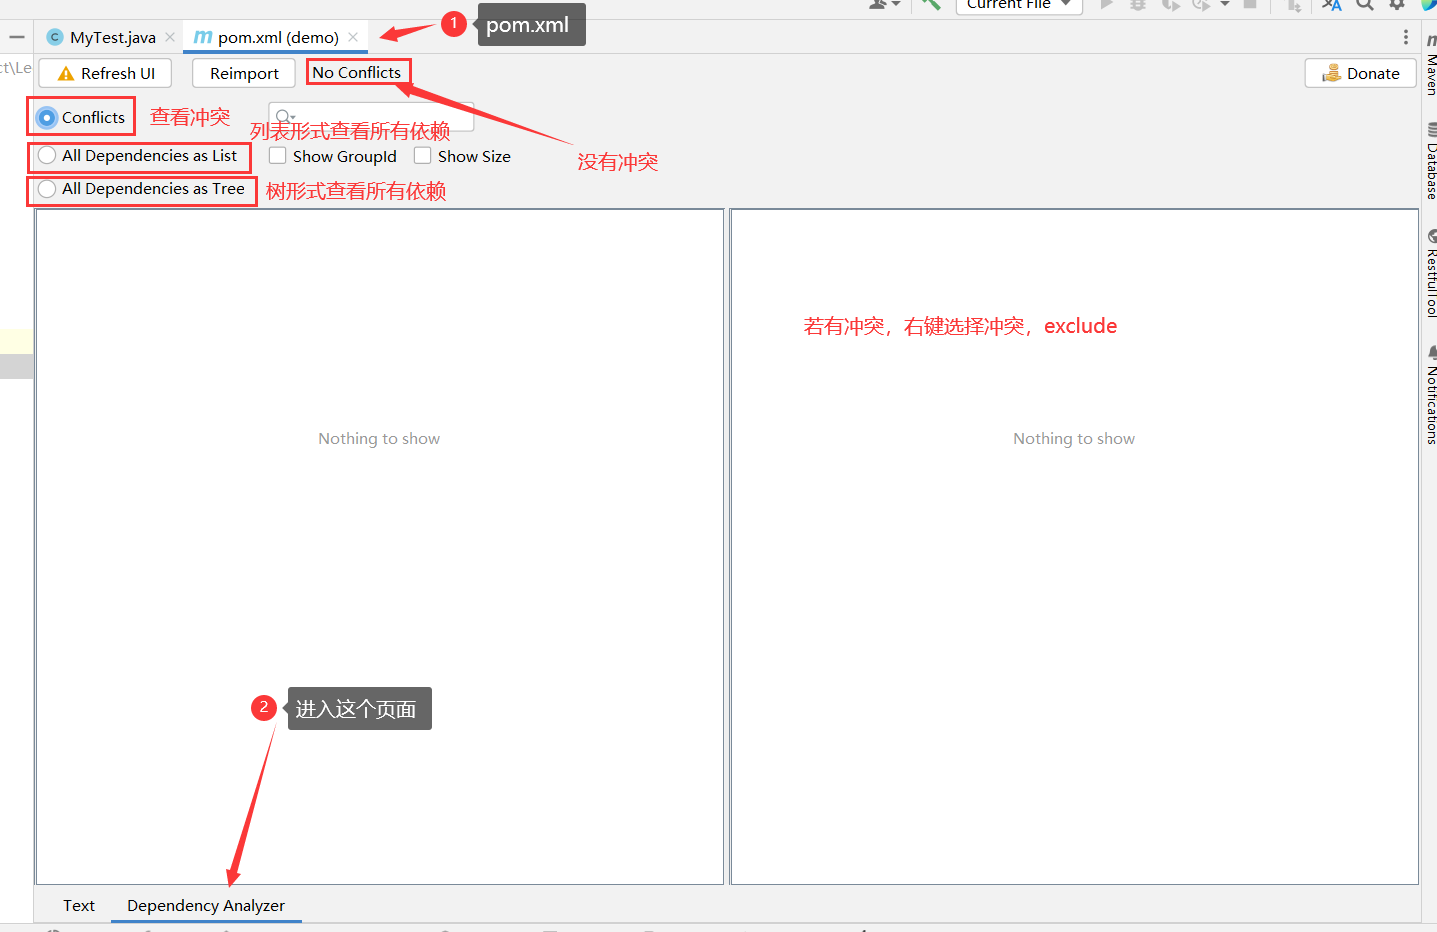 Current File
1
pom.xml
MyTest.java
pom.xml (demo)
ct\Le
Refresh UI
Reimport
No Conflicts
Donate
Conflicts
查看冲突
列表形式查看所有依赖
All Dependencies as List
Show GroupId
Show Size
没有冲突
All Dependencies as Tree
树形式查看所有依赖
若有冲突，右键选择冲突，exclude
Nothing to show
Nothing to show
2
进入这个页面
Text
Dependency Analyzer
Maven
Database
RestfulTool
Notifications